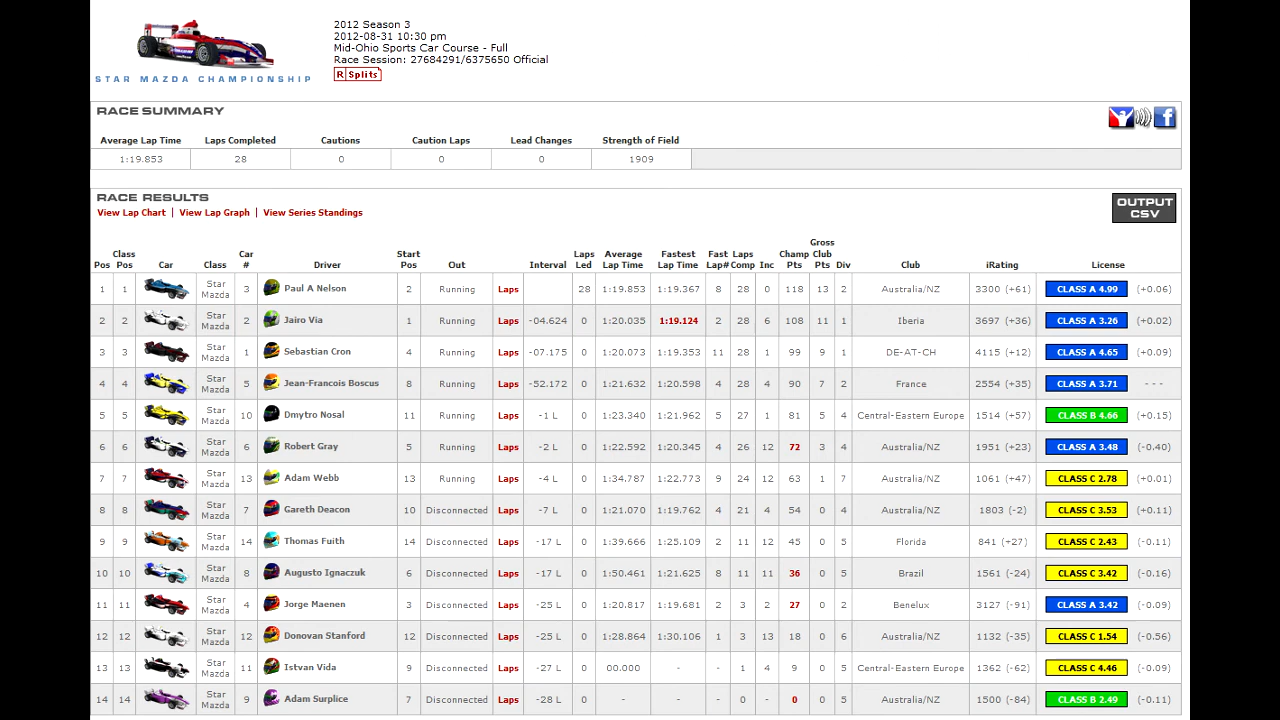 2012 Season 3
2012-08-31 10:30 pm
Mid-Ohio Sports Car Course - Full
Race Session: 27684291/6375650 Official
R Splits
STAR MAZDA CHAMPIONSHIP
RACE SUMMARY
Average Lap Time Laps Completed Cautions Caution Laps Lead Changes Strength of Field
1:19.853 28 0 0 0 1909
RACE RESULTS
View Lap Chart | View Lap Graph | View Series Standings
OUTPUT CSV
Pos Class Pos Car Class Car # Driver Start Pos Out Interval Laps Led Average Lap Time Fastest Lap Time Fast Lap# Laps Comp Inc Champ Pts Gross Club Pts Div Club iRating License
1 1 Star Mazda 3 Paul A Nelson 2 Running Laps 28 1:19.853 1:19.367 8 28 0 118 13 2 Australia/NZ 3300 (+61) CLASS A 4.99 (+0.06)
2 2 Star Mazda 2 Jairo Via 1 Running Laps -04.624 0 1:20.035 1:19.124 2 28 6 108 11 1 Iberia 3697 (+36) CLASS A 3.26 (+0.02)
3 3 Star Mazda 1 Sebastian Cron 4 Running Laps -07.175 0 1:20.073 1:19.353 11 28 1 99 9 1 DE-AT-CH 4115 (+12) CLASS A 4.65 (+0.09)
4 4 Star Mazda 5 Jean-Francois Boscus 8 Running Laps -52.172 0 1:21.632 1:20.598 4 28 4 90 7 2 France 2554 (+35) CLASS A 3.71 - - -
5 5 Star Mazda 10 Dmytro Nosal 11 Running Laps -1 L 0 1:23.340 1:21.962 5 27 1 81 5 4 Central-Eastern Europe 1514 (+57) CLASS B 4.66 (+0.15)
6 6 Star Mazda 6 Robert Gray 5 Running Laps -2 L 0 1:22.592 1:20.345 4 26 12 72 3 4 Australia/NZ 1951 (+23) CLASS A 3.48 (-0.40)
7 7 Star Mazda 13 Adam Webb 13 Running Laps -4 L 0 1:34.787 1:22.773 9 24 12 63 1 7 Australia/NZ 1061 (+47) CLASS C 2.78 (+0.01)
8 8 Star Mazda 7 Gareth Deacon 10 Disconnected Laps -7 L 0 1:21.070 1:19.762 4 21 4 54 0 4 Australia/NZ 1803 (-2) CLASS C 3.53 (+0.11)
9 9 Star Mazda 14 Thomas Fuith 14 Disconnected Laps -17 L 0 1:39.666 1:25.109 2 11 12 45 0 5 Florida 841 (+27) CLASS C 2.43 (-0.11)
10 10 Star Mazda 8 Augusto Ignaczuk 6 Disconnected Laps -17 L 0 1:50.461 1:21.625 8 11 11 36 0 5 Brazil 1561 (-24) CLASS C 3.42 (-0.16)
11 11 Star Mazda 4 Jorge Maenen 3 Disconnected Laps -25 L 0 1:20.817 1:19.681 2 3 2 27 0 2 Benelux 3127 (-91) CLASS A 3.42 (-0.09)
12 12 Star Mazda 12 Donovan Stanford 12 Disconnected Laps -25 L 0 1:28.864 1:30.106 1 3 13 18 0 6 Australia/NZ 1132 (-35) CLASS C 1.54 (-0.56)
13 13 Star Mazda 11 Istvan Vida 9 Disconnected Laps -27 L 0 00.000 - - 1 4 9 0 Central-Eastern Europe 1362 (-62) CLASS C 4.46 (-0.09)
14 14 Star Mazda 9 Adam Surplice 7 Disconnected Laps -28 L 0 - - - 0 0 0 5 Australia/NZ 1500 (-84) CLASS B 2.49 (-0.11)